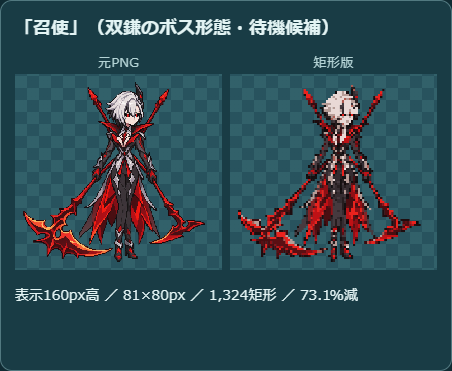 「召使」（双鎌のボス形態・待機候補）
元PNG
矩形版
表示160px高 ／ 81×80px ／ 1,324矩形 ／ 73.1%減